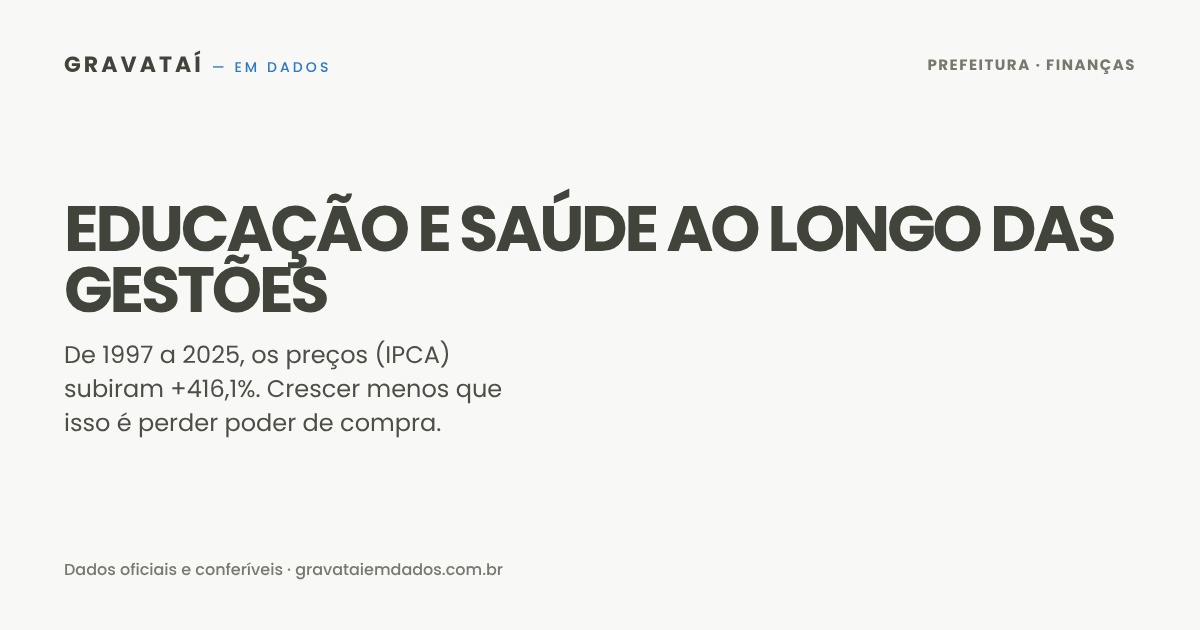 GRAVATAÍ — EM DADOS
PREFEITURA · FINANÇAS
EDUCAÇÃO E SAÚDE AO LONGO DAS
GESTÕES
De 1997 a 2025, os preços (IPCA)
subiram +416,1%. Crescer menos que
isso é perder poder de compra.
Dados oficiais e conferíveis · gravataiemdados.com.br